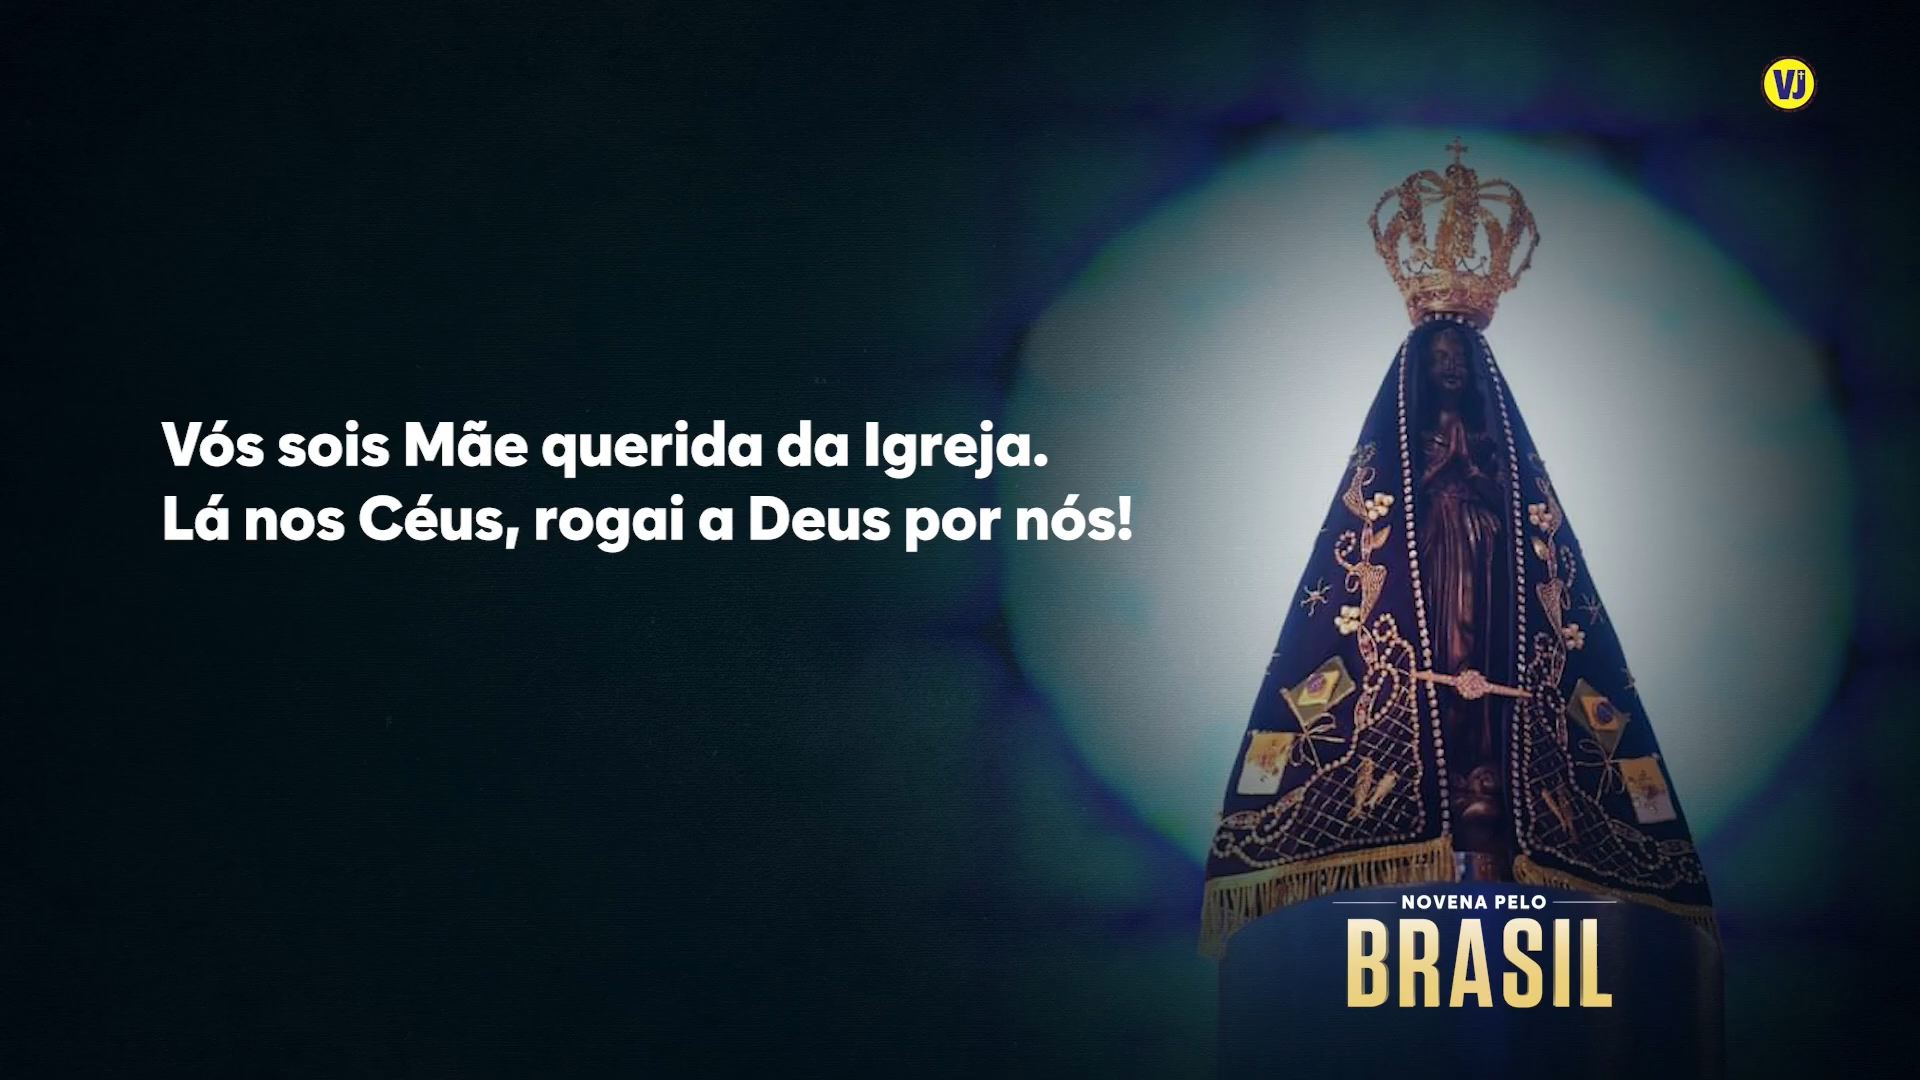 VJ
Vós sois Mãe querida da Igreja.
Lá nos Céus, rogai a Deus por nós!
NOVENA PELO
BRASIL